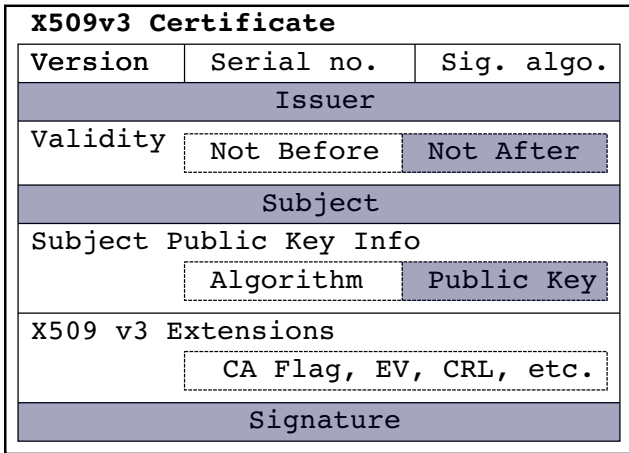 X509v3 Certificate
Version Serial no. Sig. algo.
Issuer
Validity Not Before Not After
Subject
Subject Public Key Info
Algorithm Public Key
X509 v3 Extensions
CA Flag, EV, CRL, etc.
Signature